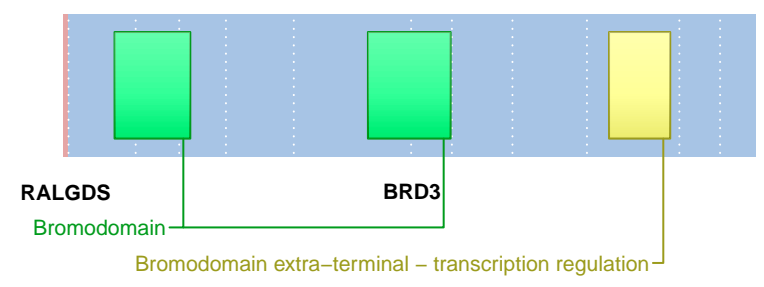 RALGDS BRD3
Bromodomain
Bromodomain extra−terminal − transcription regulation